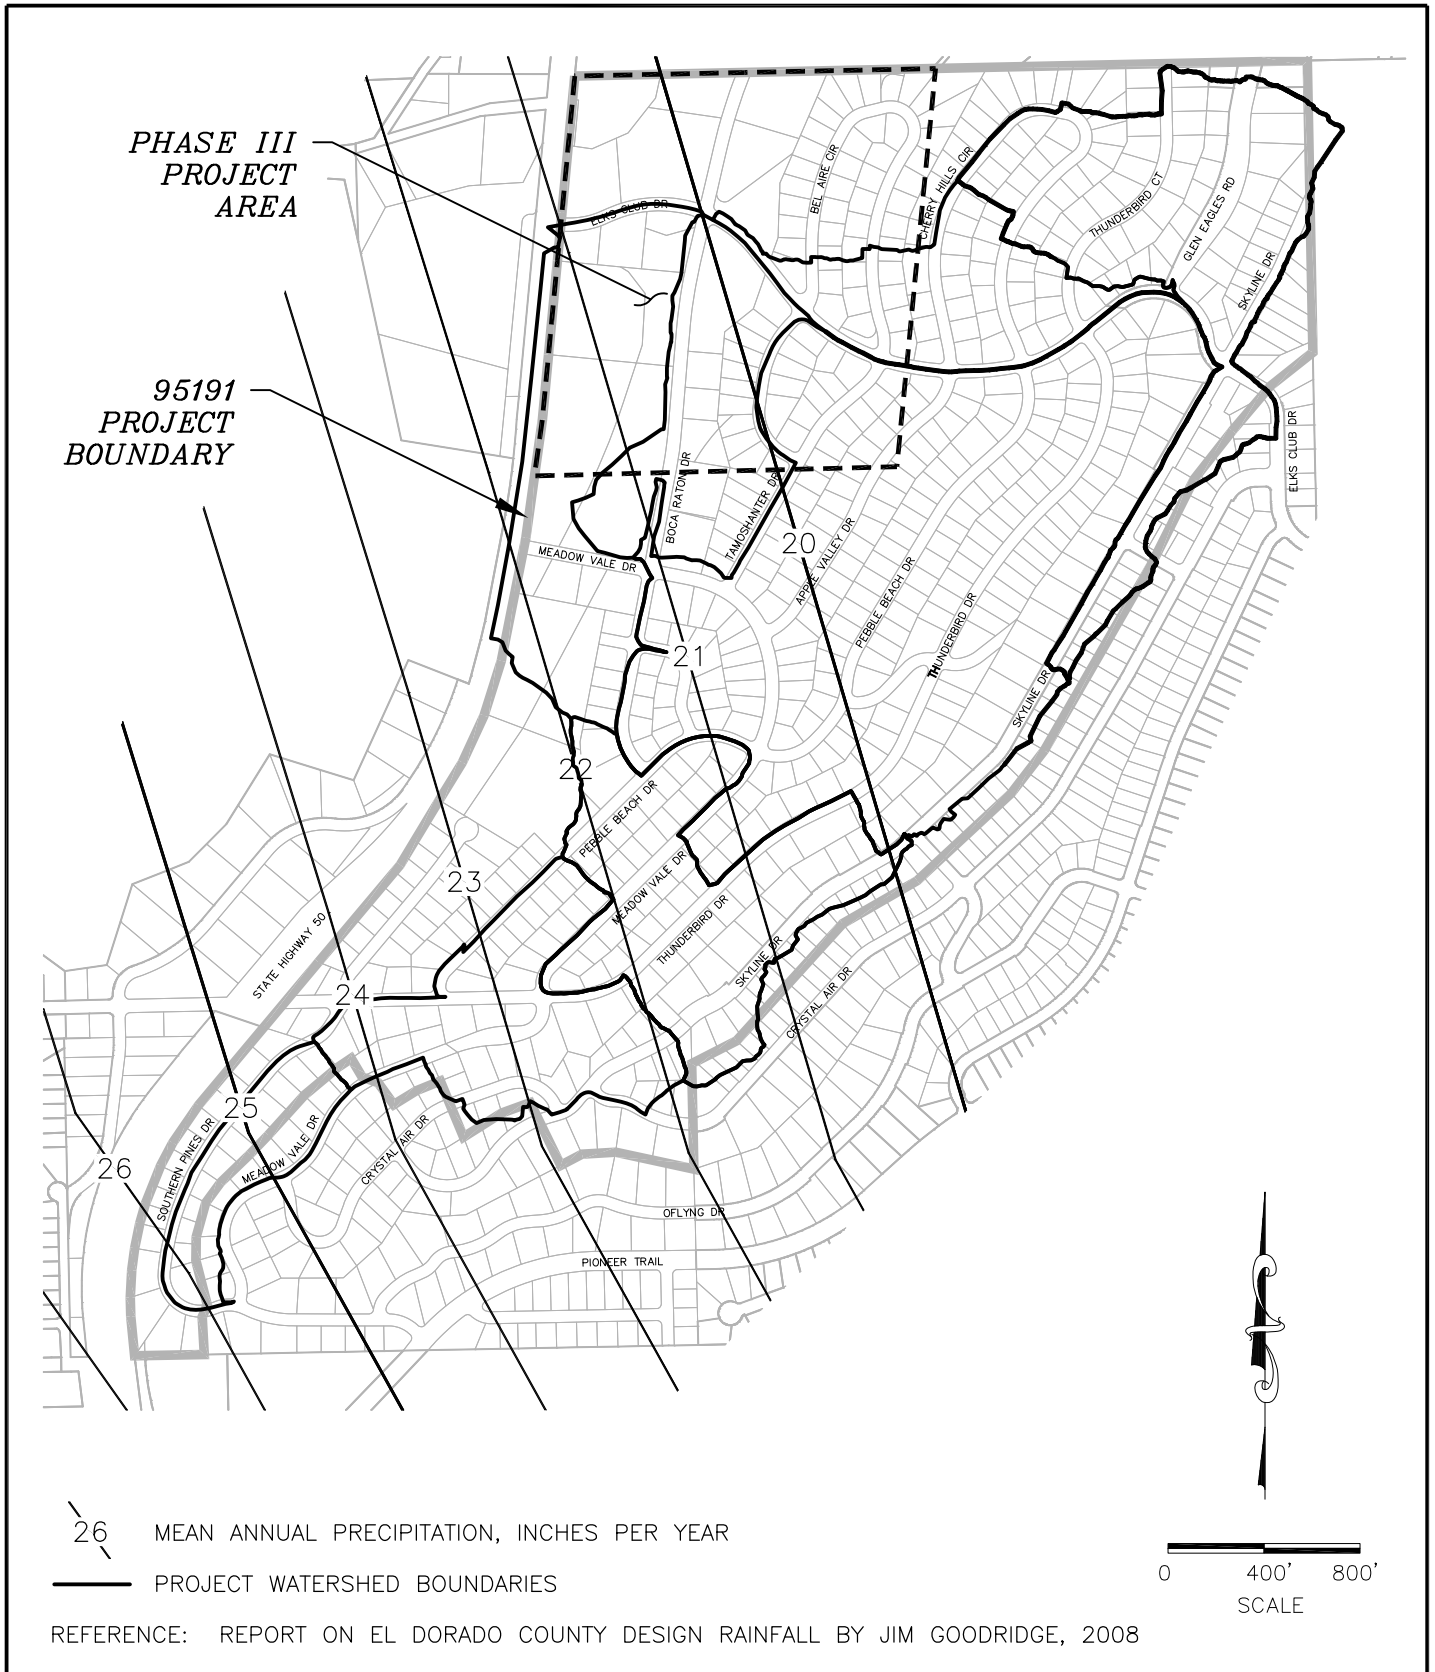 PHASE III
PROJECT
AREA
ELKS CLUB DR
BEL AIRE CIR
CHERRY HILLS CIR
THUNDERBIRD CT
GLEN EAGLES RD
SKYLINE DR
95191
PROJECT
BOUNDARY
ELKS CLUB DR
BOCA RATON DR
TAMOSHANTER DR
MEADOW VALE DR
20
APPLE VALLEY DR
PEBBLE BEACH DR
THUNDERBIRD DR
21
SKYLINE DR
22
PEBBLE BEACH DR
23
MEADOW VALE DR
THUNDERBIRD DR
STATE HIGHWAY 50
SKYLINE DR
24
CRYSTAL AIR DR
25
SOUTHERN PINES DR
MEADOW VALE DR
CRYSTAL AIR DR
26
OFLYNG DR
PIONEER TRAIL
26 MEAN ANNUAL PRECIPITATION, INCHES PER YEAR
PROJECT WATERSHED BOUNDARIES
0 400' 800'
SCALE
REFERENCE: REPORT ON EL DORADO COUNTY DESIGN RAINFALL BY JIM GOODRIDGE, 2008